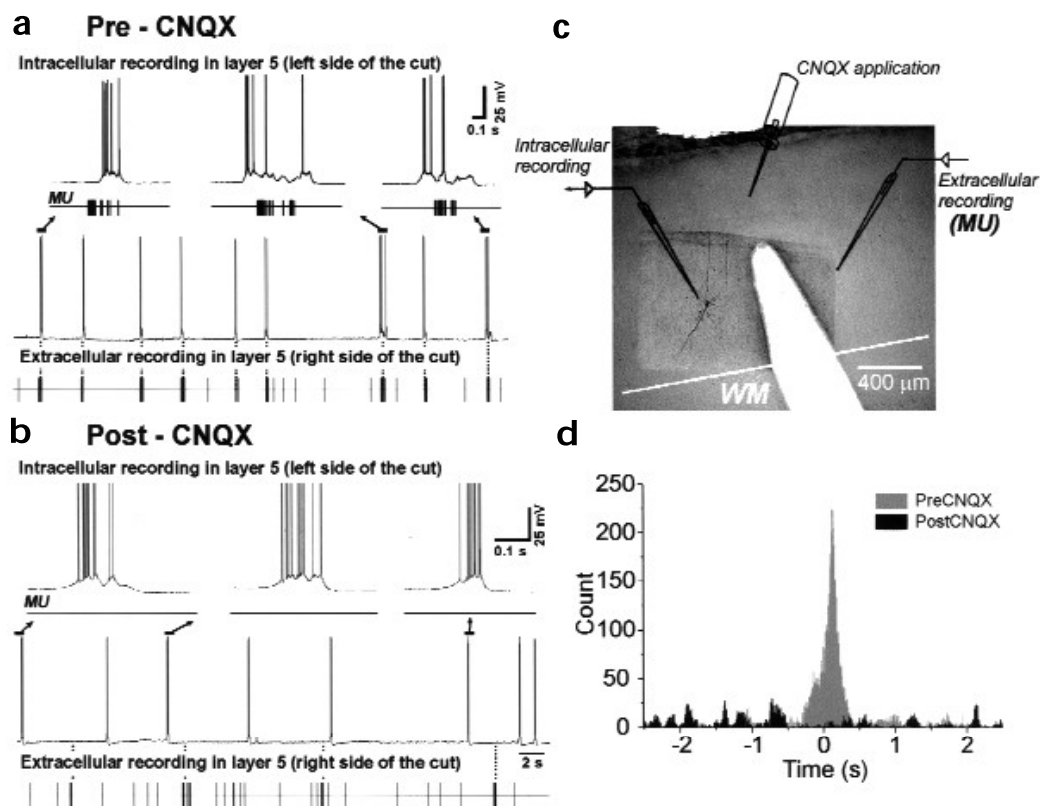 a
Pre - CNQX
Intracellular recording in layer 5 (left side of the cut)
25 mV
0.1 s
MU
Extracellular recording in layer 5 (right side of the cut)
b
Post - CNQX
Intracellular recording in layer 5 (left side of the cut)
25 mV
0.1 s
MU
2 s
Extracellular recording in layer 5 (right side of the cut)
c
CNQX application
Intracellular
recording
Extracellular
recording
(MU)
WM
400 μm
d
250
200
150
100
50
0
Count
PreCNQX
PostCNQX
-2 -1 0 1 2
Time (s)